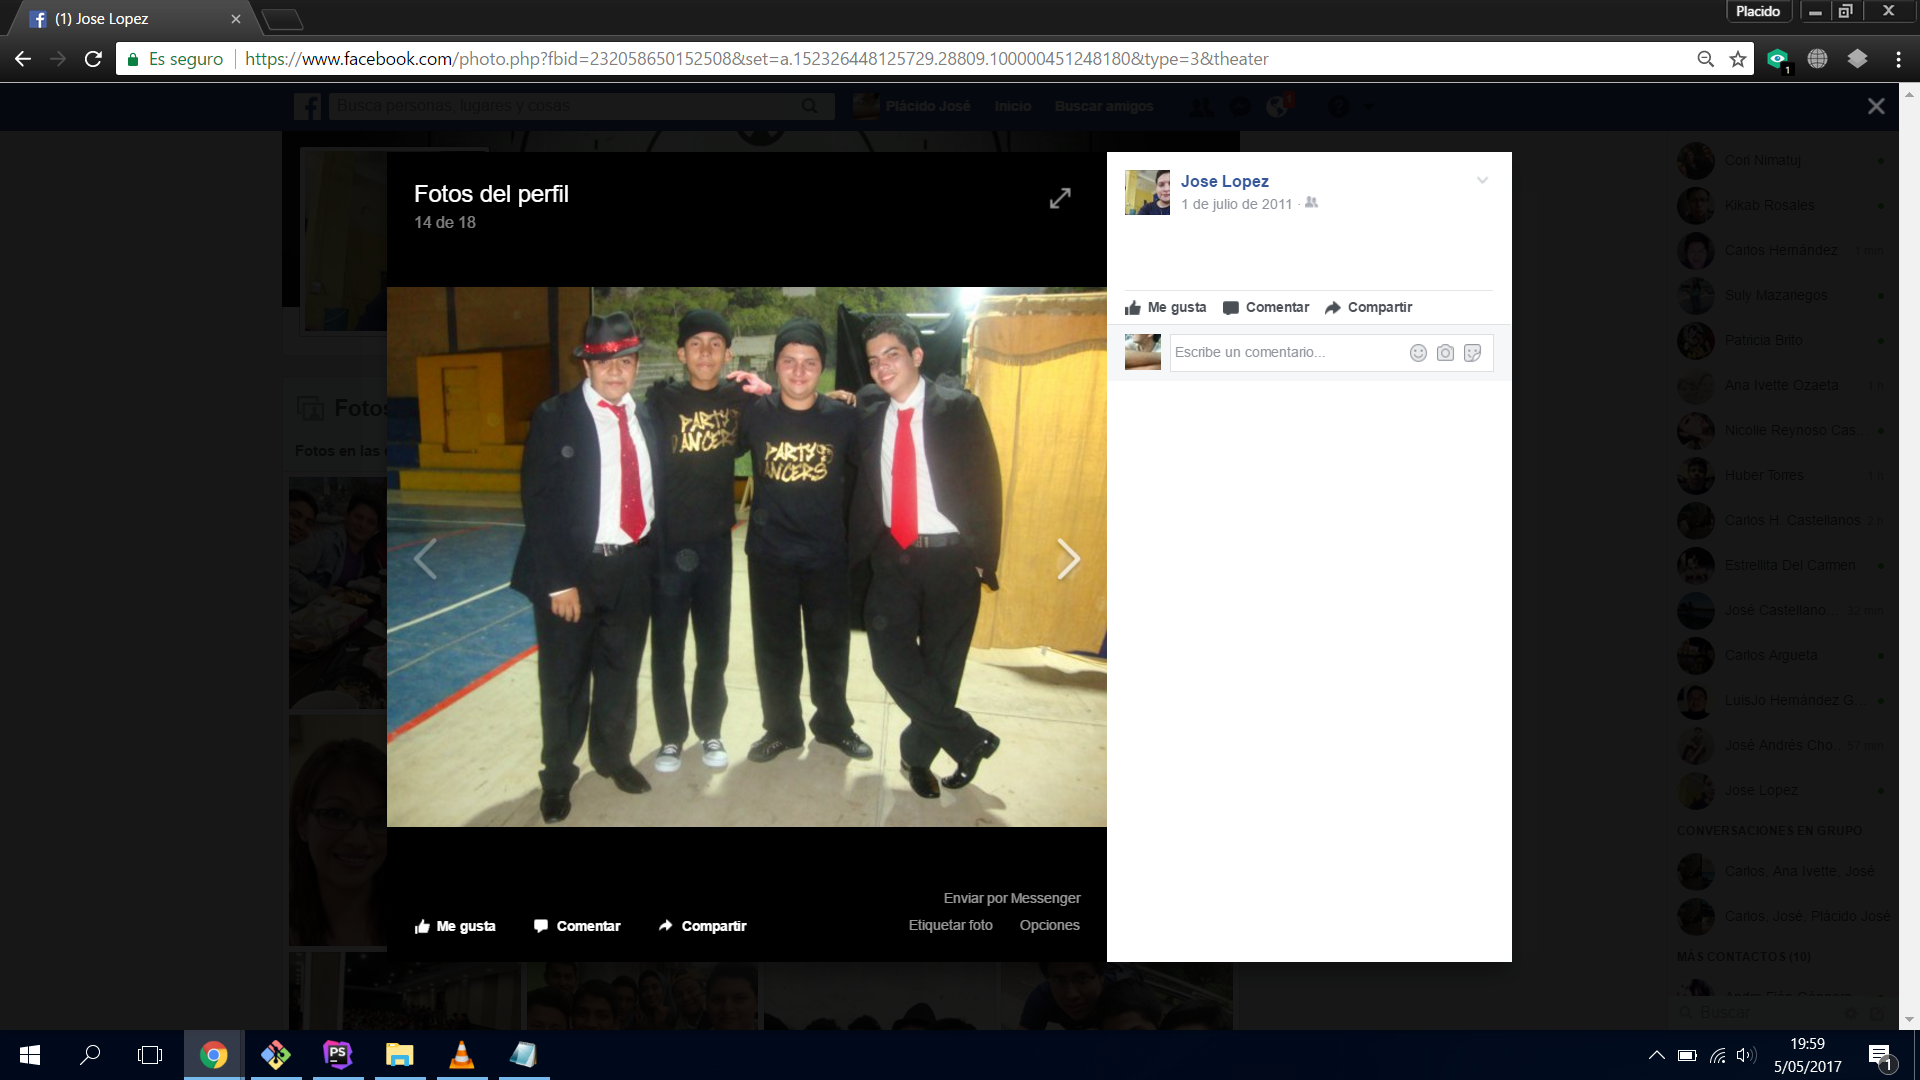 (1) Jose Lopez
Placido
Es seguro
https://www.facebook.com/photo.php?fbid=232058650152508&set=a.152326448125729.28809.100000451248180&type=3&theater
1
Busca personas, lugares y cosas
Plácido José
Inicio
Buscar amigos
1
Fotos del perfil
14 de 18
Jose Lopez
1 de julio de 2011
Me gusta
Comentar
Compartir
Escribe un comentario...
PARTY
DANCERS
PARTY
DANCERS
Fotos
Fotos en las
Enviar por Messenger
Me gusta
Comentar
Compartir
Etiquetar foto
Opciones
Cori Nimatuj
Kikab Rosales
Carlos Hernández 1 min
Suly Mazariegos
Patricia Brito
Ana Ivette Ozaeta 1 h
Nicolle Reynoso Cas...
Huber Torres 1 h
Carlos H. Castellanos 2 h
Estrellita Del Carmen
José Castellano... 32 min
Carlos Argueta
LuisJo Hernández G...
José Andrés Cho... 57 min
Jose Lopez
CONVERSACIONES EN GRUPO
Carlos, Ana Ivette, José
Carlos, José, Plácido José
MÁS CONTACTOS (10)
Buscar
PS
19:59
5/05/2017
1